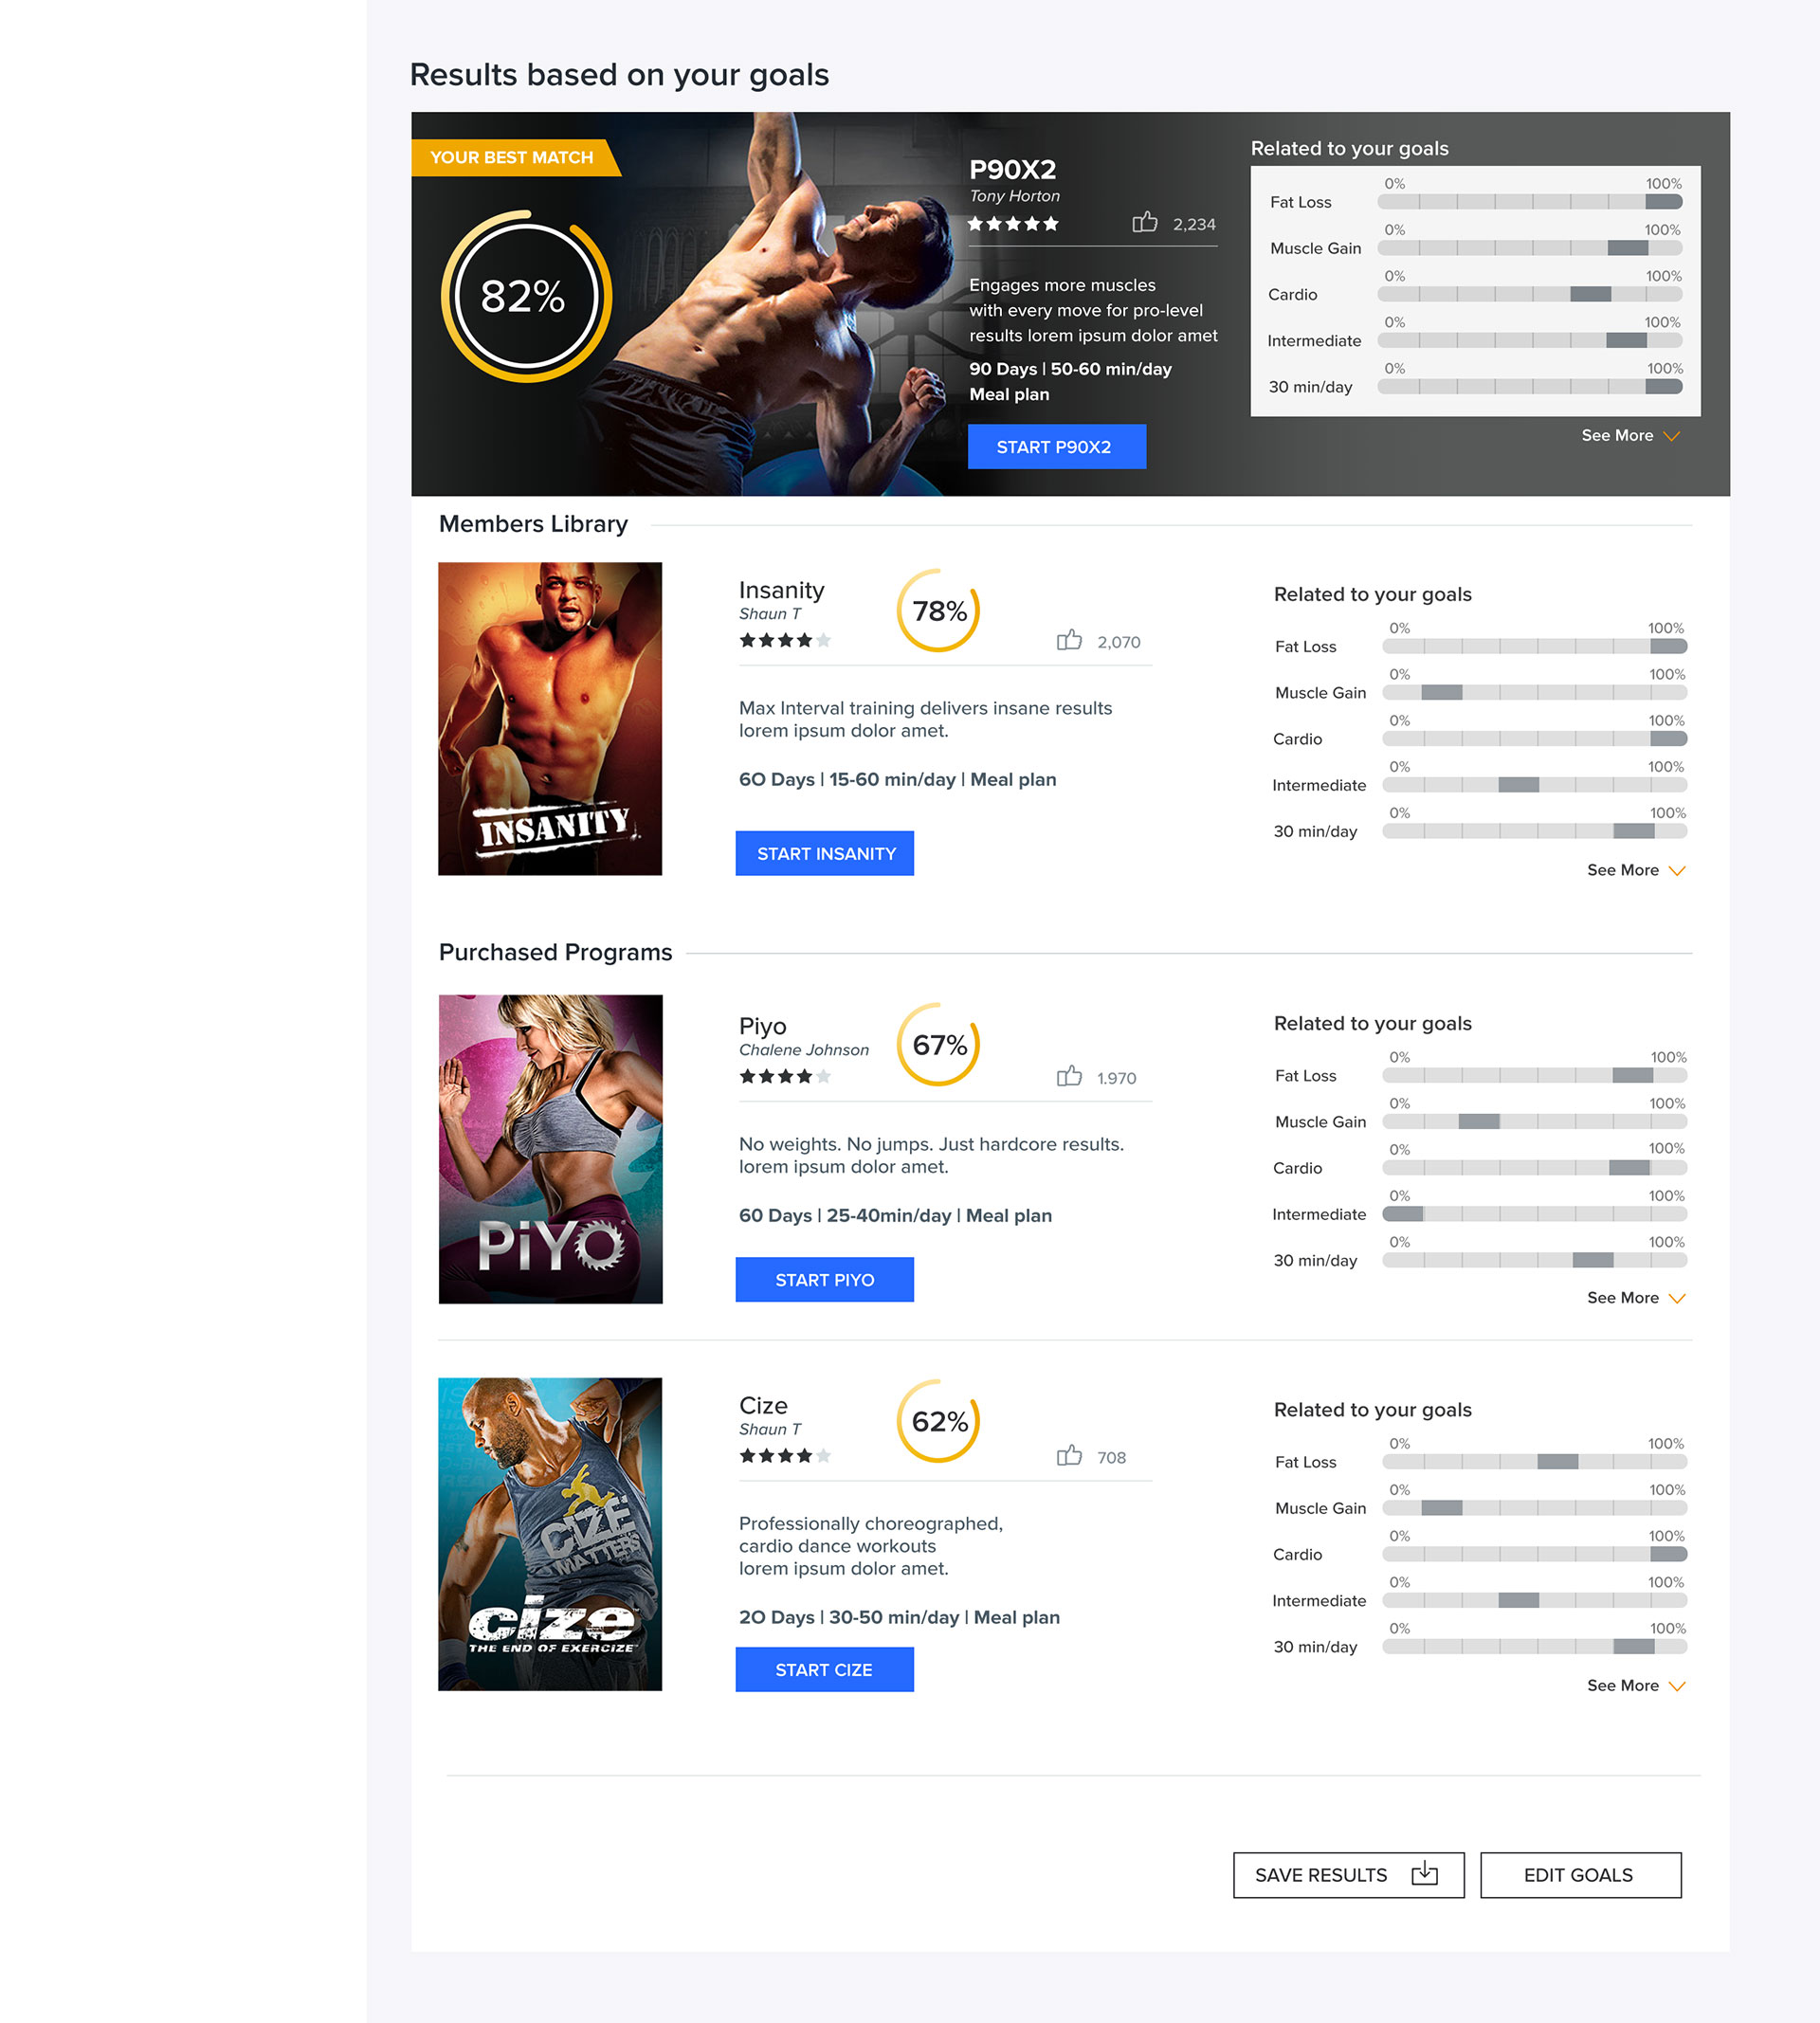 Results based on your goals
YOUR BEST MATCH
82%
P90X2
Tony Horton
2,234
Engages more muscles
with every move for pro-level
results lorem ipsum dolor amet
90 Days | 50-60 min/day
Meal plan
START P90X2
Related to your goals
0% 100%
Fat Loss
0% 100%
Muscle Gain
0% 100%
Cardio
0% 100%
Intermediate
0% 100%
30 min/day
See More
Members Library
INSANITY
Insanity
Shaun T
78%
2,070
Max Interval training delivers insane results
lorem ipsum dolor amet.
6O Days | 15-60 min/day | Meal plan
START INSANITY
Related to your goals
0% 100%
Fat Loss
0% 100%
Muscle Gain
0% 100%
Cardio
0% 100%
Intermediate
0% 100%
30 min/day
See More
Purchased Programs
PiYO
Piyo
Chalene Johnson
67%
1.970
No weights. No jumps. Just hardcore results.
lorem ipsum dolor amet.
60 Days | 25-40min/day | Meal plan
START PIYO
Related to your goals
0% 100%
Fat Loss
0% 100%
Muscle Gain
0% 100%
Cardio
0% 100%
Intermediate
0% 100%
30 min/day
See More
CIZE
MATTERS
cize
THE END OF EXERCIZE
Cize
Shaun T
62%
708
Professionally choreographed,
cardio dance workouts
lorem ipsum dolor amet.
2O Days | 30-50 min/day | Meal plan
START CIZE
Related to your goals
0% 100%
Fat Loss
0% 100%
Muscle Gain
0% 100%
Cardio
0% 100%
Intermediate
0% 100%
30 min/day
See More
SAVE RESULTS
EDIT GOALS